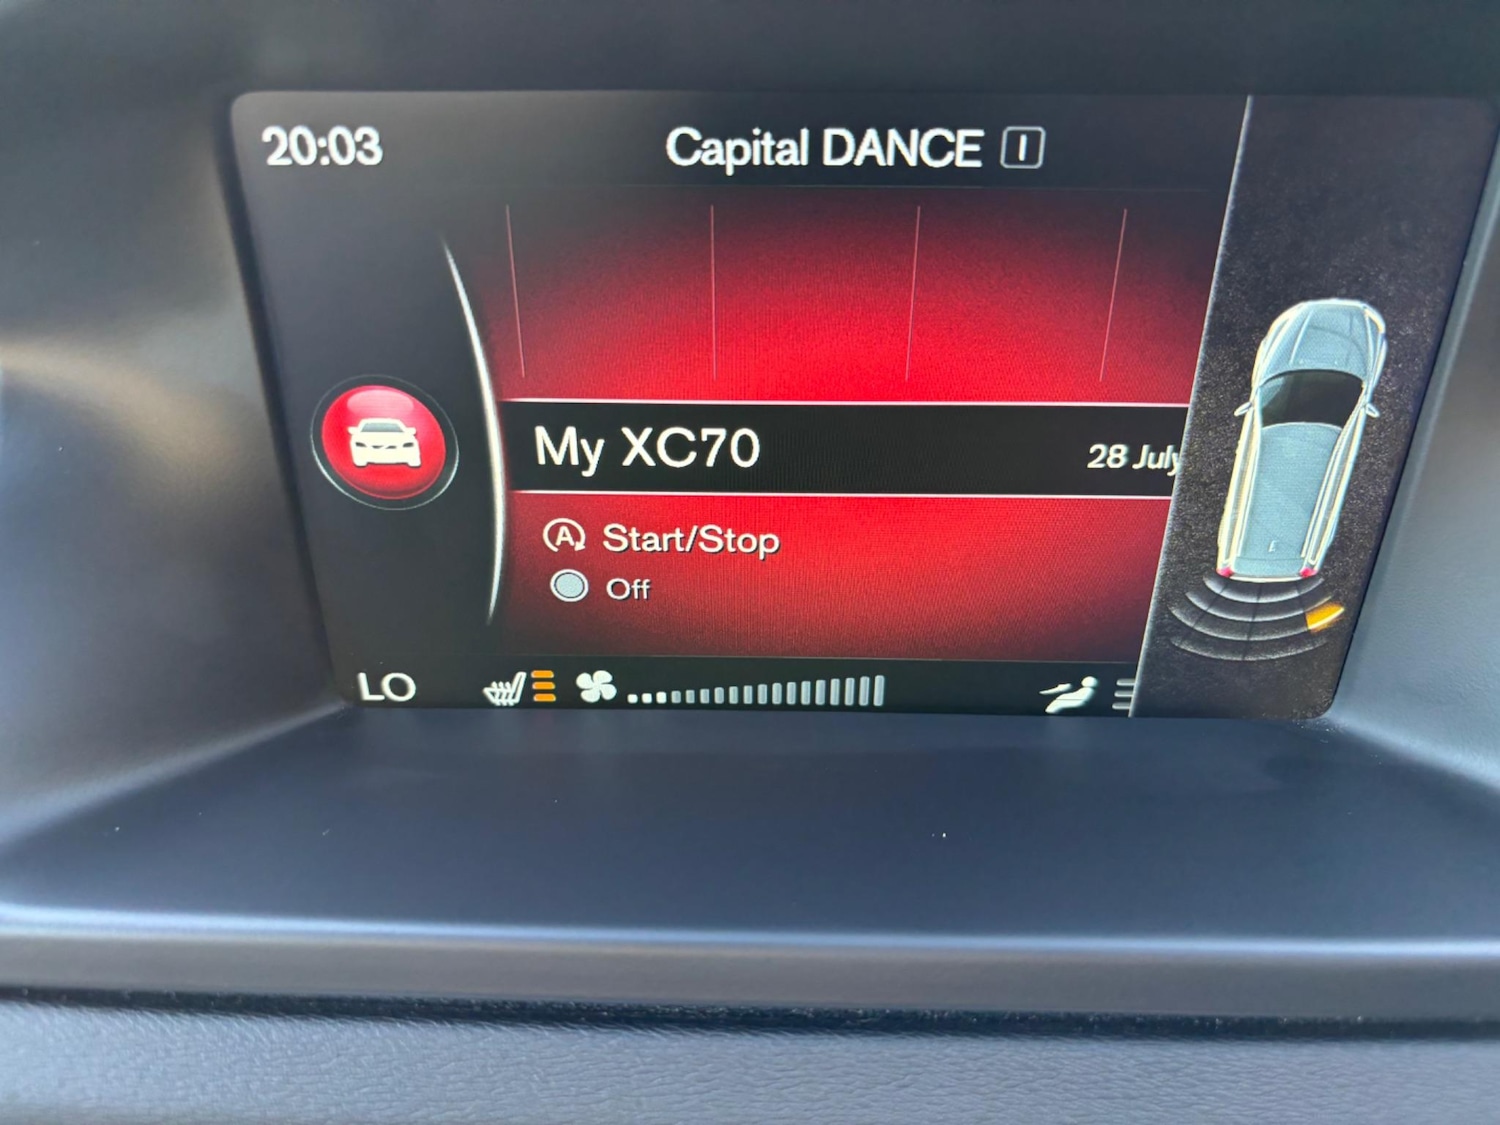 20:03
Capital DANCE I
My XC70
28 July
A Start/Stop
Off
LO